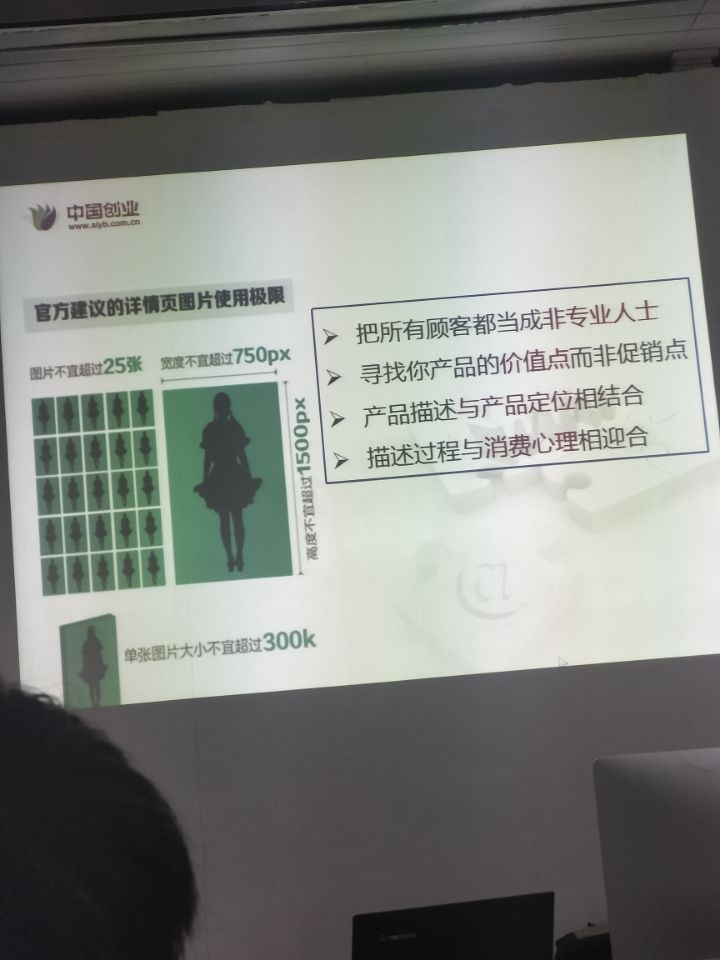 中国创业
www.siyb.com.cn
官方建议的详情页图片使用极限
图片不宜超过25张
宽度不宜超过750px
高度不宜超过1500px
单张图片大小不宜超过300k
➢ 把所有顾客都当成非专业人士
➢ 寻找你产品的价值点而非促销点
➢ 产品描述与产品定位相结合
➢ 描述过程与消费心理相迎合
@